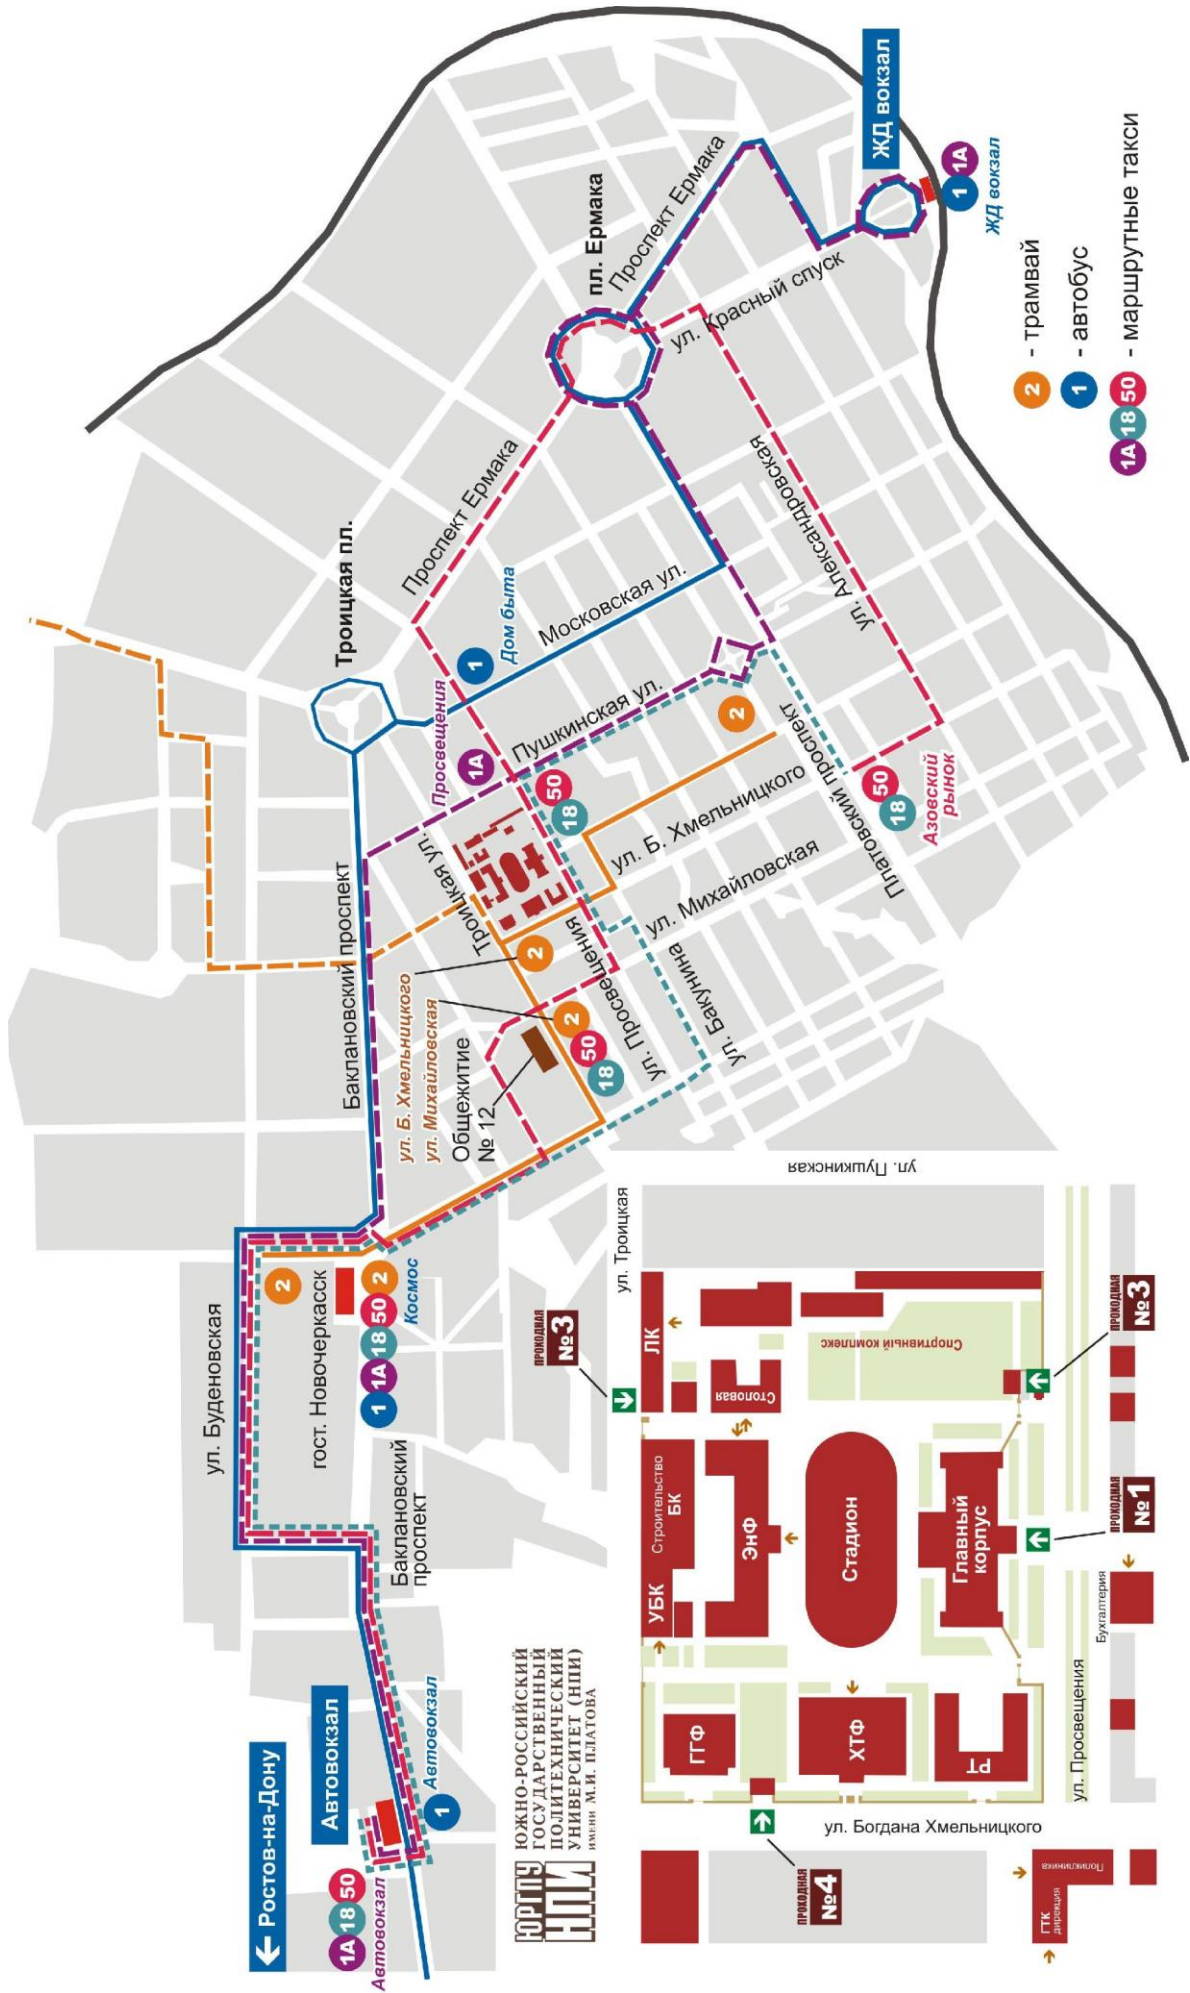 ← Ростов-на-Дону
Автовокзал
1А 18 50
Автовокзал
1
Автовокзал
ул. Буденовская
Баклановский
проспект
гост. Новочеркасск
2
1 1А 18 50 2
Космос
Баклановский проспект
ул. Б. Хмельницкого
ул. Михайловская
Общежитие
№ 12
2
18 50 2
Троицкая ул.
Троицкая пл.
Просвещения
1А
1
Дом быта
18 50
Проспект Ермака
Московская ул.
Пушкинская ул.
2
ул. Б. Хмельницкого
ул. Михайловская
ул. Просвещения
ул. Бакунина
Платовский проспект
18 50
Азовский
рынок
ул. Александровская
пл. Ермака
Проспект Ермака
ул. Красный спуск
ЖД вокзал
1 1А
ЖД вокзал
2 - трамвай
1 - автобус
1А 18 50 - маршрутные такси
ЮРГПУ
НПИ
ЮЖНО-РОССИЙСКИЙ
ГОСУДАРСТВЕННЫЙ
ПОЛИТЕХНИЧЕСКИЙ
УНИВЕРСИТЕТ (НПИ)
ИМЕНИ М.И. ПЛАТОВА
ул. Троицкая
ПРОХОДНАЯ
№3
ул. Пушкинская
УБК
Строительство
БК
ЛК
ГГФ
ЭнФ
Столовая
ПРОХОДНАЯ
№4
ХТФ
Стадион
Спортивный комплекс
ул. Богдана Хмельницкого
РТ
Главный
корпус
ул. Просвещения
Бухгалтерия
ПРОХОДНАЯ
№1
ПРОХОДНАЯ
№3
ГТК
дирекция
Поликлиника